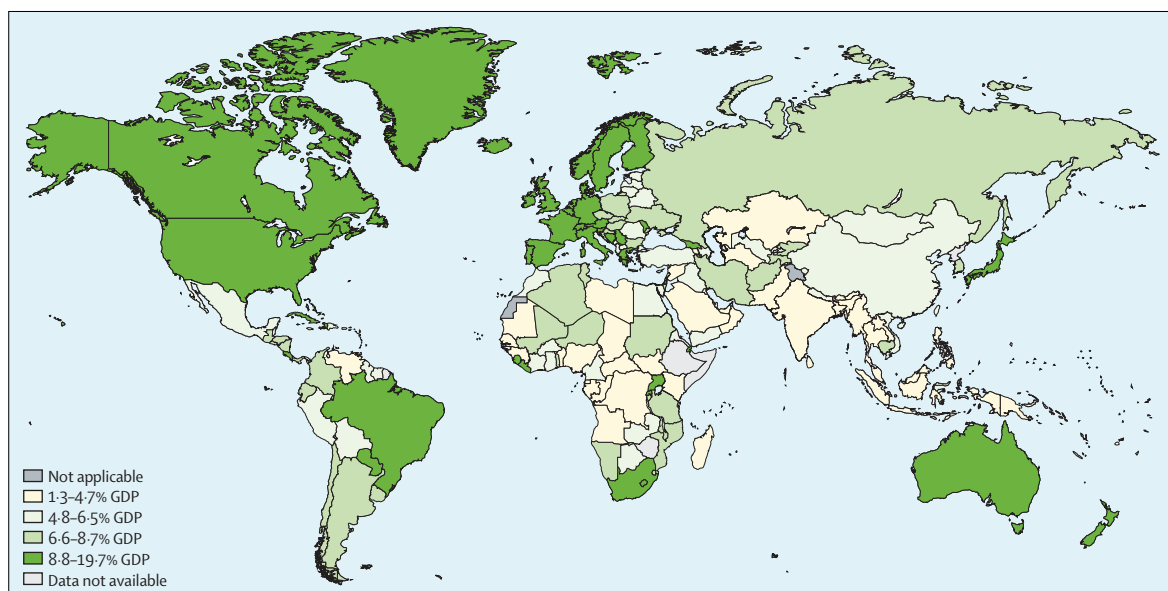 Not applicable
1·3–4·7% GDP
4·8–6·5% GDP
6·6–8·7% GDP
8·8–19·7% GDP
Data not available